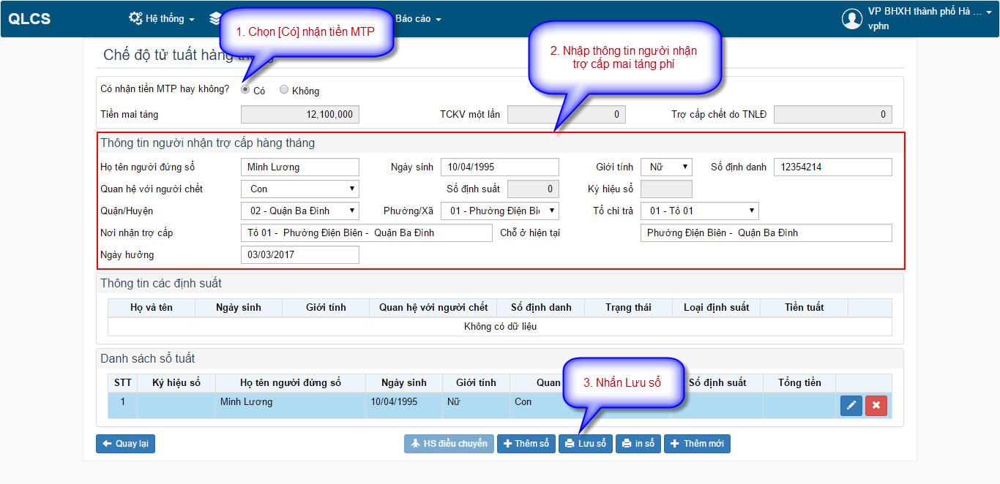 QLCS
Hệ thống
Báo cáo
VP BHXH thành phố Hà ...
vphn
1. Chọn [Có] nhận tiền MTP
2. Nhập thông tin người nhận
trợ cấp mai táng phí
Chế độ tử tuất hàng
Có nhận tiền MTP hay không? Có Không
Tiền mai táng 12,100,000 TCKV một lần 0 Trợ cấp chết do TNLĐ 0
Thông tin người nhận trợ cấp hàng tháng
Họ tên người đứng sổ Minh Lương Ngày sinh 10/04/1995 Giới tính Nữ Số định danh 12354214
Quan hệ với người chết Con Số định suất 0 Ký hiệu sổ
Quận/Huyện 02 - Quận Ba Đình Phường/Xã 01 - Phường Điện Bi Tổ chi trả 01 - Tổ 01
Nơi nhận trợ cấp Tổ 01 - Phường Điện Biên - Quận Ba Đình Chỗ ở hiện tại Phường Điện Biên - Quận Ba Đình
Ngày hưởng 03/03/2017
Thông tin các định suất
Họ và tên Ngày sinh Giới tính Quan hệ với người chết Số định danh Trạng thái Loại định suất Tiền tuất
Không có dữ liệu
Danh sách sổ tuất
STT Ký hiệu sổ Họ tên người đứng sổ Ngày sinh Giới tính Quan Số định suất Tổng tiền
3. Nhấn Lưu sổ
1 Minh Lương 10/04/1995 Nữ Con
Quay lại HS điều chuyển Thêm sổ Lưu sổ in sổ Thêm mới